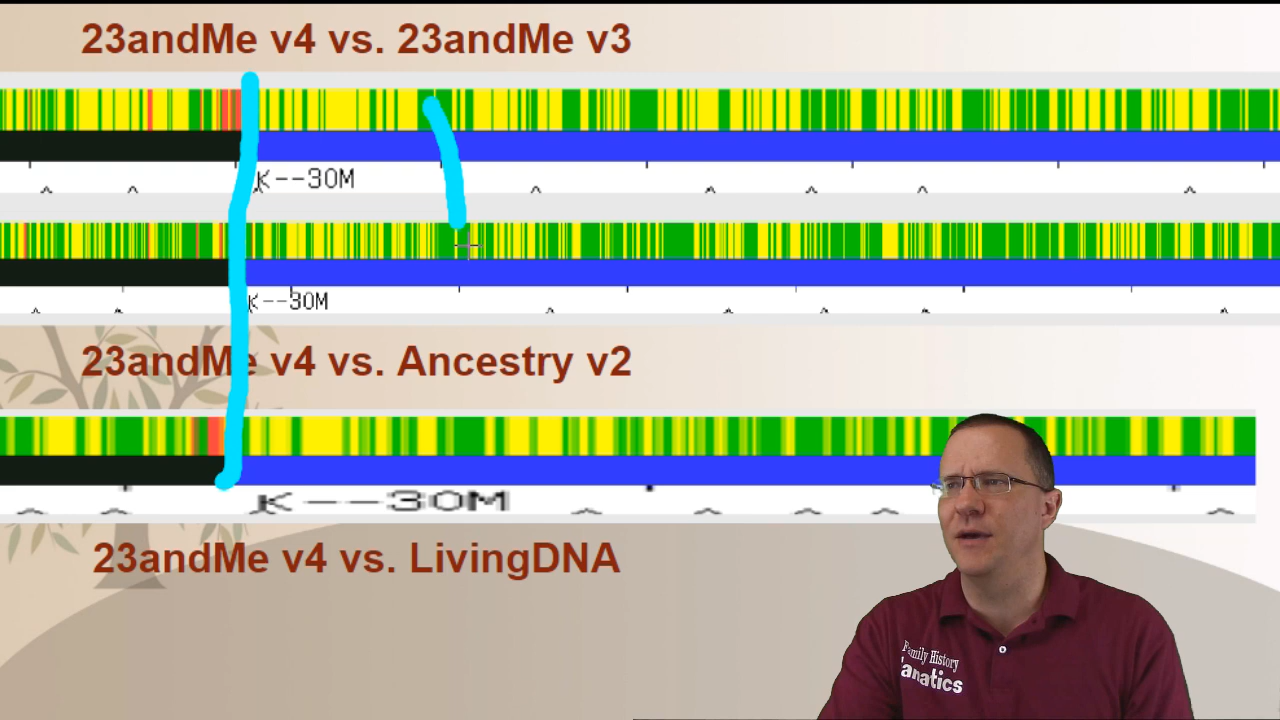 23andMe v4 vs. 23andMe v3
K--30M
K--30M
23andMe v4 vs. Ancestry v2
K--30M
23andMe v4 vs. LivingDNA
Family History
Fanatics